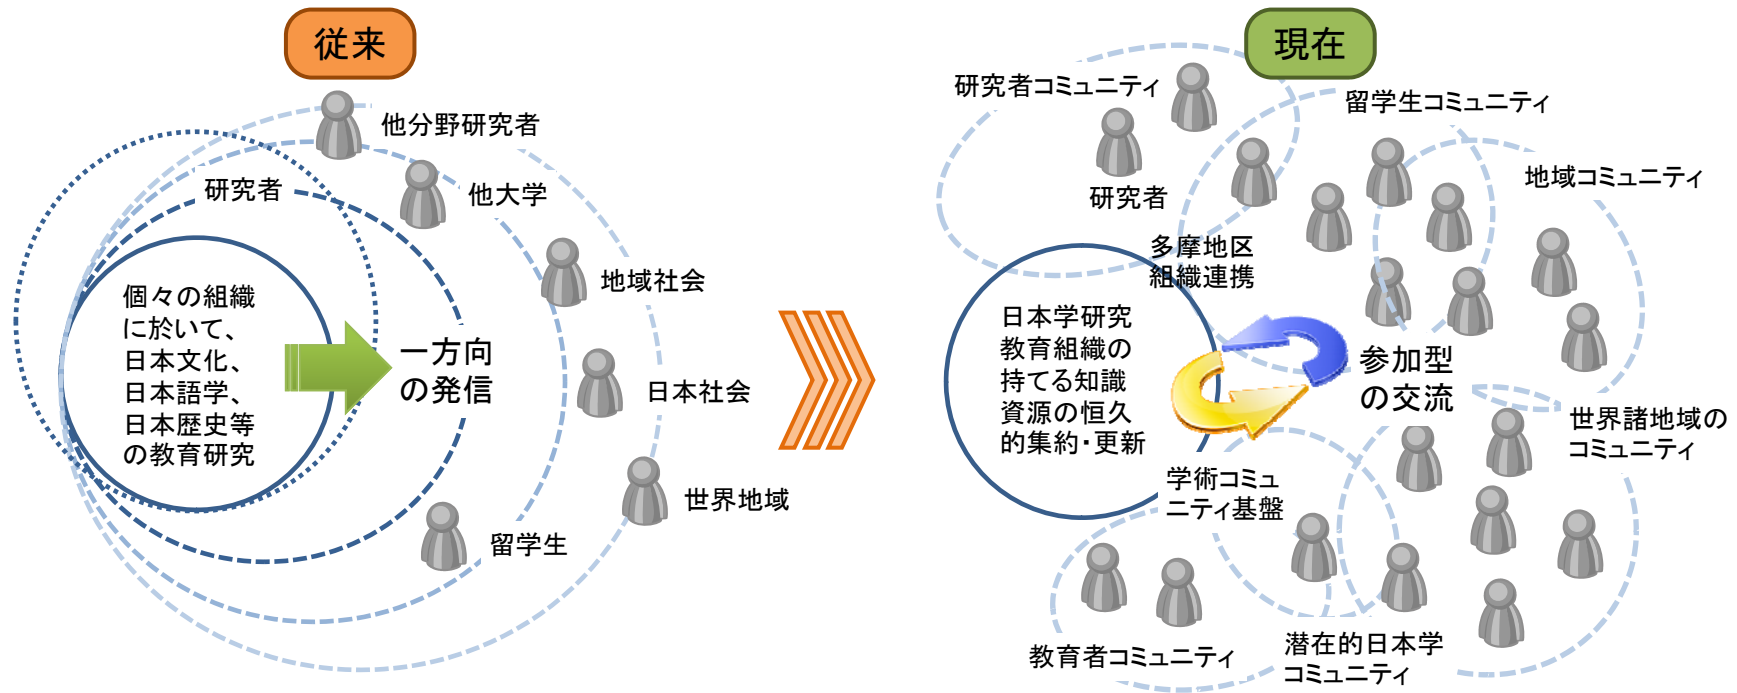 従来
他分野研究者
研究者
他大学
地域社会
個々の組織
に於いて、
日本文化、
日本語学、
日本歴史等
の教育研究
一方向
の発信
日本社会
世界地域
留学生
現在
研究者コミュニティ
留学生コミュニティ
地域コミュニティ
研究者
多摩地区
組織連携
日本学研究
教育組織の
持てる知識
資源の恒久
的集約・更新
参加型
の交流
世界諸地域の
コミュニティ
学術コミュ
ニティ基盤
教育者コミュニティ
潜在的日本学
コミュニティ